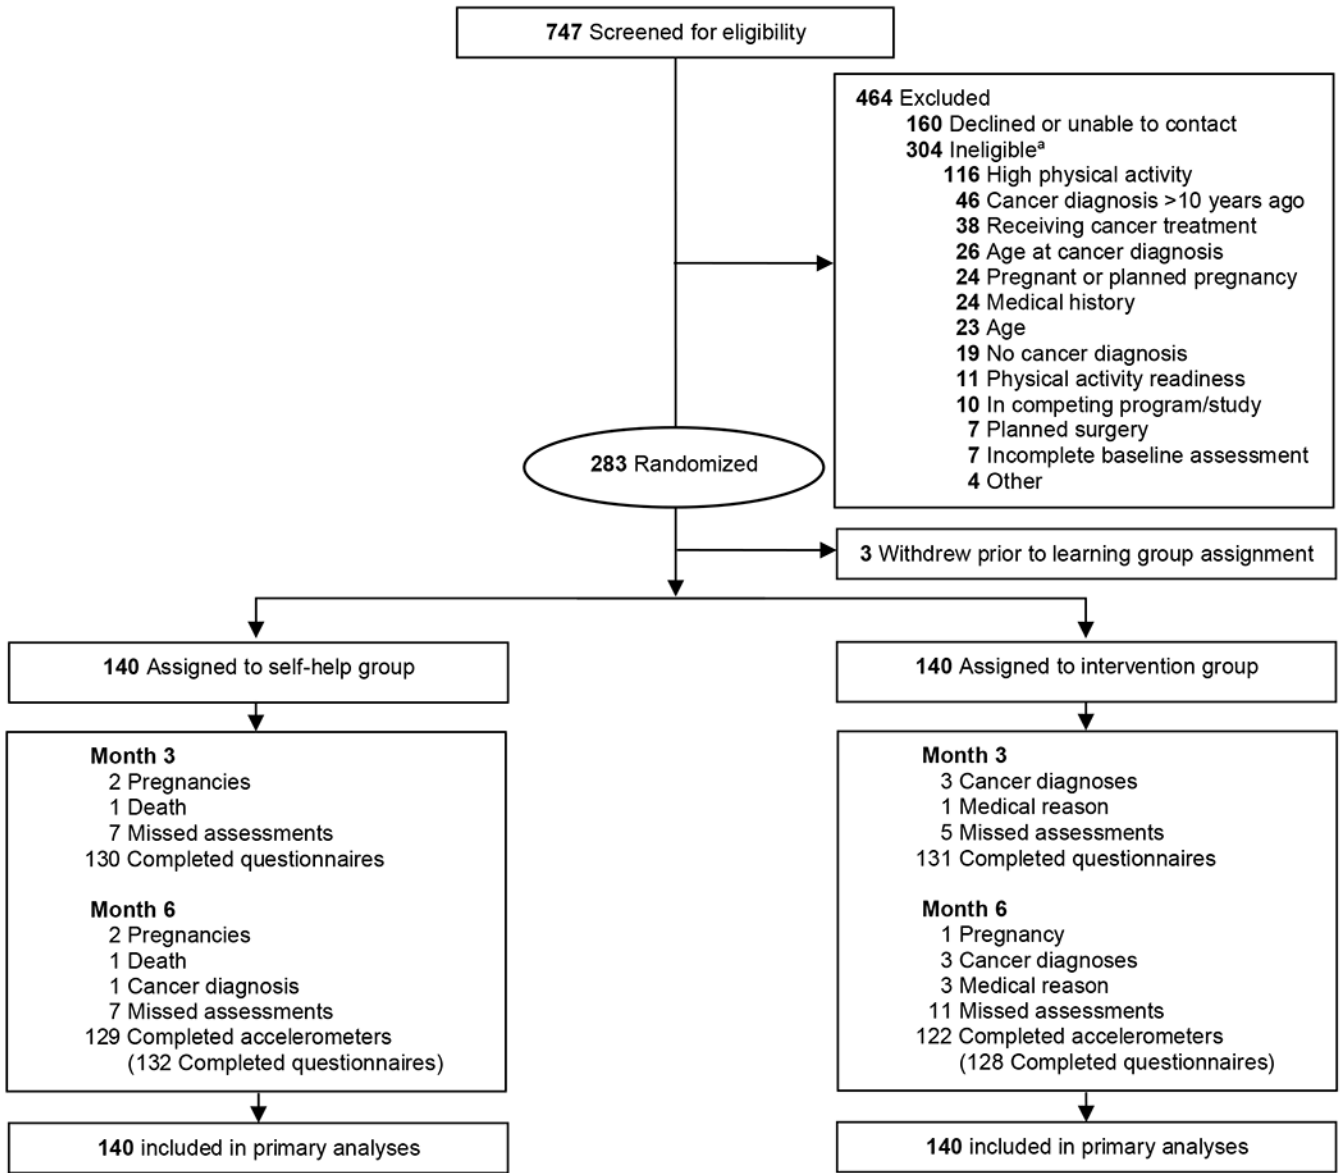 747 Screened for eligibility
464 Excluded
160 Declined or unable to contact
304 Ineligibleᵃ
116 High physical activity
46 Cancer diagnosis >10 years ago
38 Receiving cancer treatment
26 Age at cancer diagnosis
24 Pregnant or planned pregnancy
24 Medical history
23 Age
19 No cancer diagnosis
11 Physical activity readiness
10 In competing program/study
7 Planned surgery
7 Incomplete baseline assessment
4 Other
283 Randomized
3 Withdrew prior to learning group assignment
140 Assigned to self-help group
Month 3
2 Pregnancies
1 Death
7 Missed assessments
130 Completed questionnaires
Month 6
2 Pregnancies
1 Death
1 Cancer diagnosis
7 Missed assessments
129 Completed accelerometers
(132 Completed questionnaires)
140 included in primary analyses
140 Assigned to intervention group
Month 3
3 Cancer diagnoses
1 Medical reason
5 Missed assessments
131 Completed questionnaires
Month 6
1 Pregnancy
3 Cancer diagnoses
3 Medical reason
11 Missed assessments
122 Completed accelerometers
(128 Completed questionnaires)
140 included in primary analyses